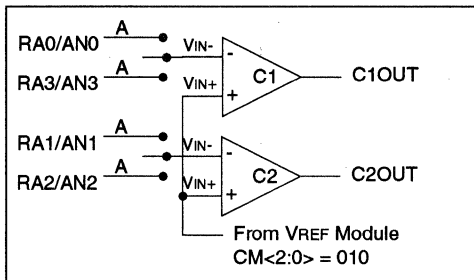 RA0/AN0 A VIN- -
RA3/AN3 A VIN+ + C1 C1OUT
RA1/AN1 A VIN- -
RA2/AN2 A VIN+ + C2 C2OUT
From VREF Module
CM<2:0> = 010